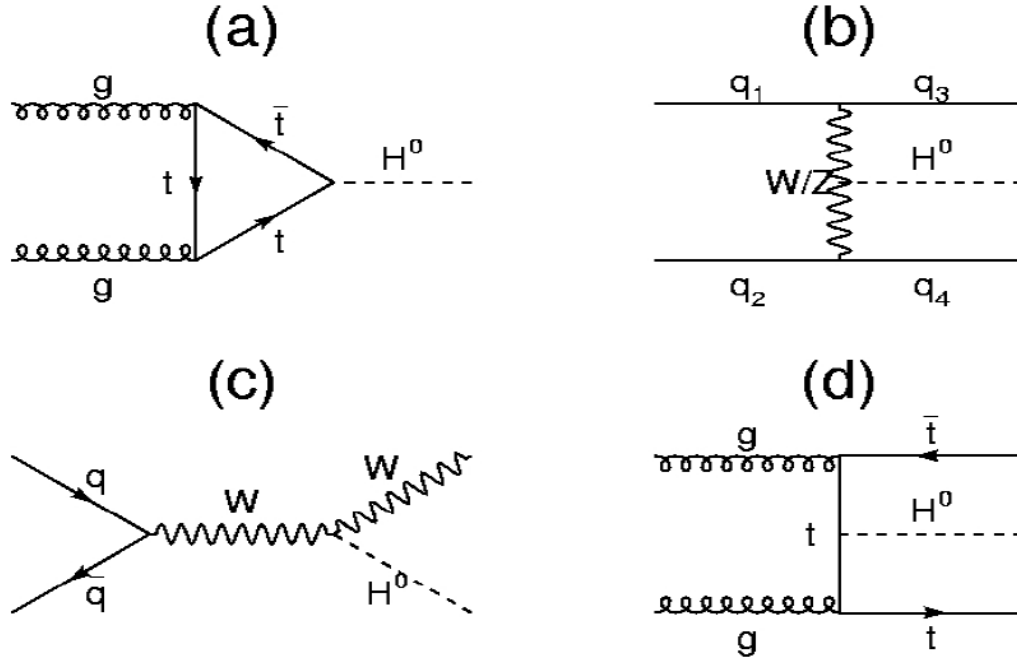 (a)
g
t̄
H⁰
t
t
g
(b)
q₁
q₃
H⁰
W/Z
q₂
q₄
(c)
q
W
W
q̄
H⁰
(d)
g
t̄
H⁰
t
g
t